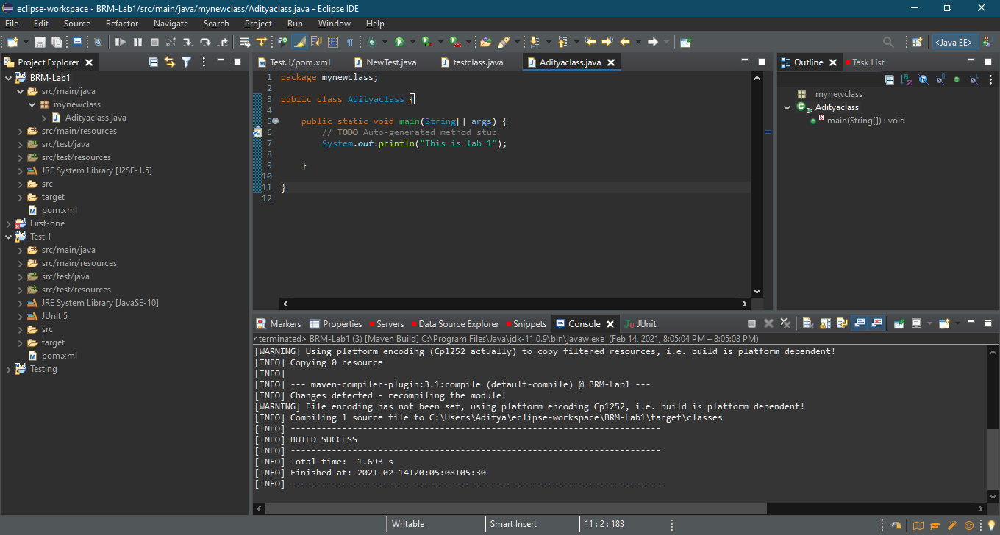 eclipse-workspace - BRM-Lab1/src/main/java/mynewclass/Adityaclass.java - Eclipse IDE
File Edit Source Refactor Navigate Search Project Run Window Help
<Java EE>
Project Explorer
BRM-Lab1
src/main/java
mynewclass
Adityaclass.java
src/main/resources
src/test/java
src/test/resources
JRE System Library [J2SE-1.5]
src
target
pom.xml
First-one
Test.1
src/main/java
src/main/resources
src/test/java
src/test/resources
JRE System Library [JavaSE-10]
JUnit 5
src
target
pom.xml
Testing
Test.1/pom.xml NewTest.java testclass.java Adityaclass.java
1 package mynewclass;
2
3 public class Adityaclass {
4
5 public static void main(String[] args) {
6 // TODO Auto-generated method stub
7 System.out.println("This is lab 1");
8
9 }
10
11 }
12
Outline Task List
mynewclass
Adityaclass
main(String[]) : void
Markers Properties Servers Data Source Explorer Snippets Console JUnit
<terminated> BRM-Lab1 (3) [Maven Build] C:\Program Files\Java\jdk-11.0.9\bin\javaw.exe (Feb 14, 2021, 8:05:04 PM – 8:05:08 PM)
[WARNING] Using platform encoding (Cp1252 actually) to copy filtered resources, i.e. build is platform dependent!
[INFO] Copying 0 resource
[INFO]
[INFO] --- maven-compiler-plugin:3.1:compile (default-compile) @ BRM-Lab1 ---
[INFO] Changes detected - recompiling the module!
[WARNING] File encoding has not been set, using platform encoding Cp1252, i.e. build is platform dependent!
[INFO] Compiling 1 source file to C:\Users\Aditya\eclipse-workspace\BRM-Lab1\target\classes
[INFO] ------------------------------------------------------------------------
[INFO] BUILD SUCCESS
[INFO] ------------------------------------------------------------------------
[INFO] Total time:  1.693 s
[INFO] Finished at: 2021-02-14T20:05:08+05:30
[INFO] ------------------------------------------------------------------------
Writable Smart Insert 11 : 2 : 183